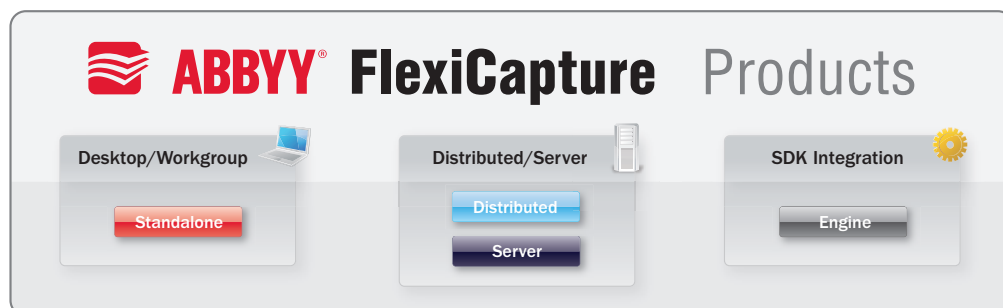 ABBYY® FlexiCapture Products
Desktop/Workgroup
Standalone
Distributed/Server
Distributed
Server
SDK Integration
Engine